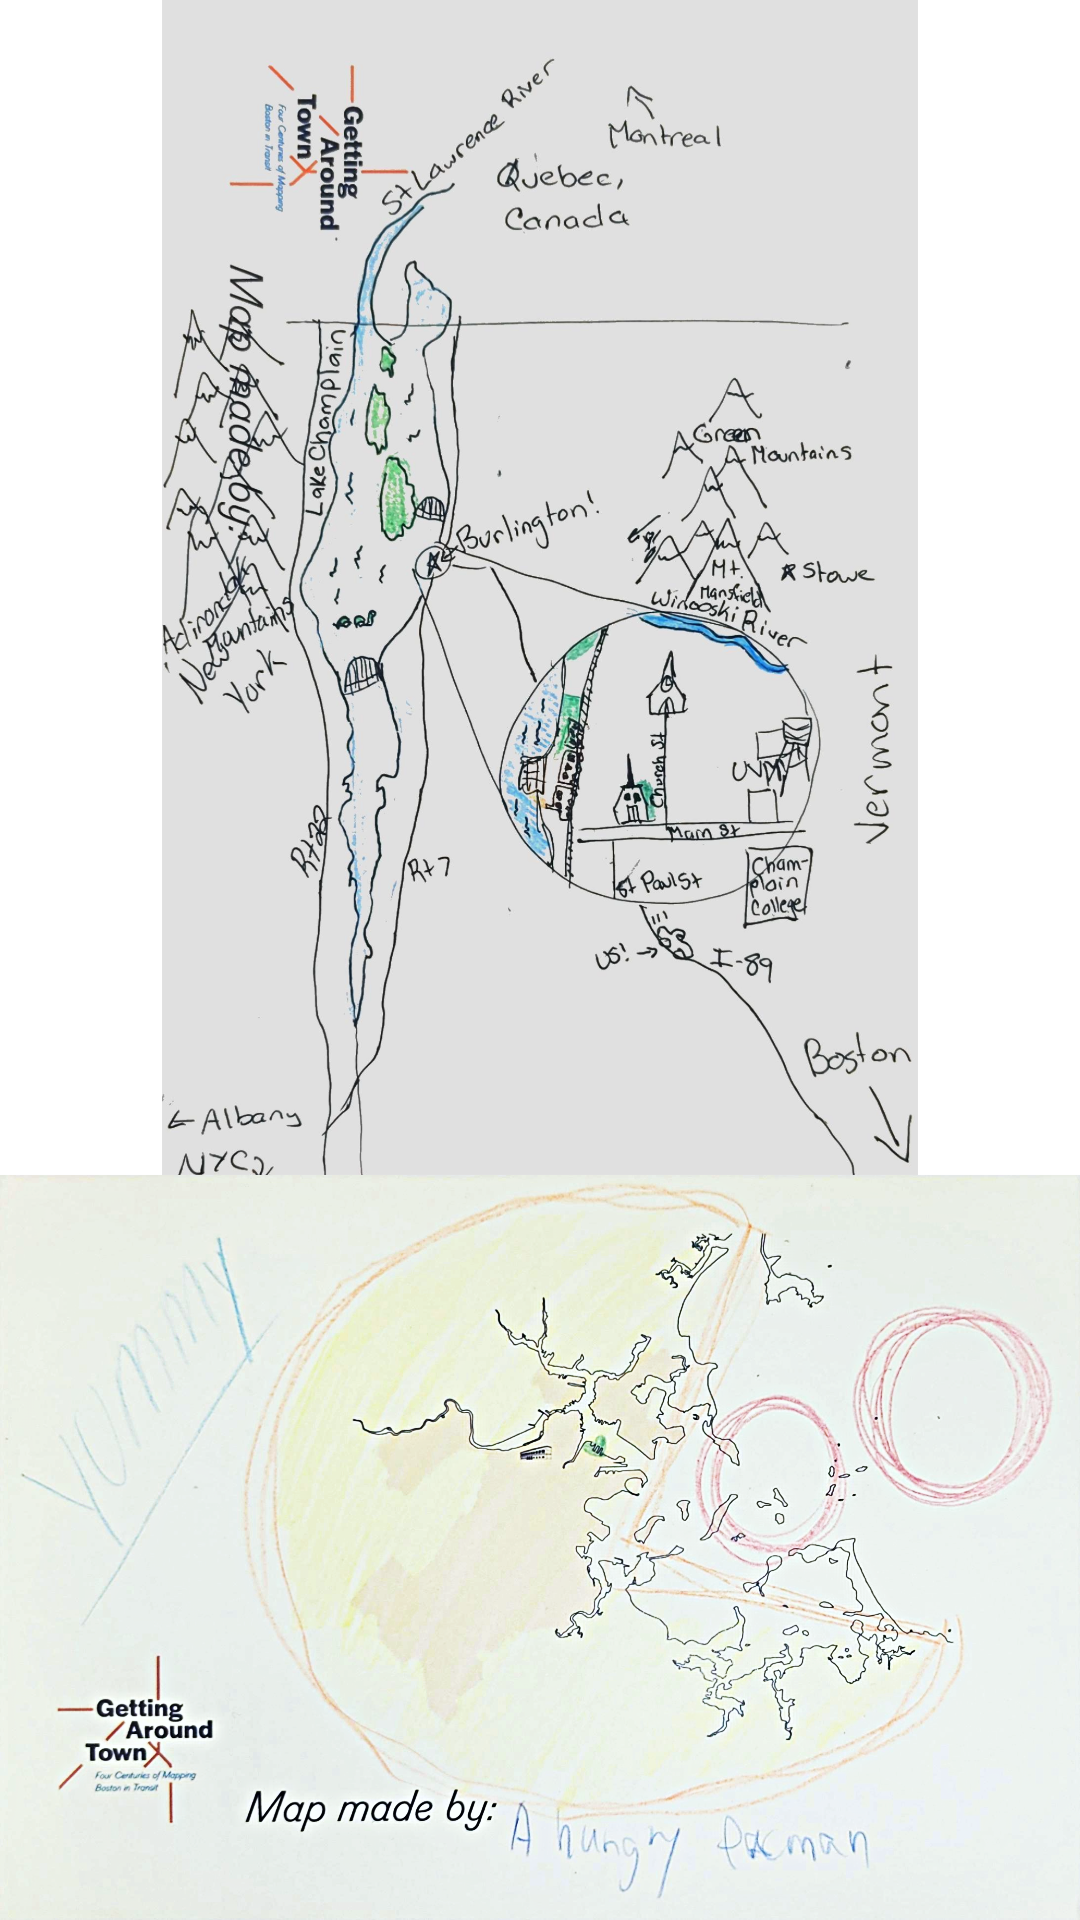 St Lawrence River
Montreal
Quebec,
Canada
Getting
Around
Town
Four Centuries of Mapping
Boston in Transit
Map made by:
Lake Champlain
Green
Mountains
Burlington!
Mt.
Mansfield
Stowe
Winooski River
Adirondak
Mountains
New
York
Vermont
Church St
UVM
Main St
St Paul St
Cham-
plain
College
Rt 22
Rt 7
US!
I-89
Boston
Albany
NYC
YUMMY
Getting
Around
Town
Four Centuries of Mapping
Boston in Transit
Map made by: A hungry pacman